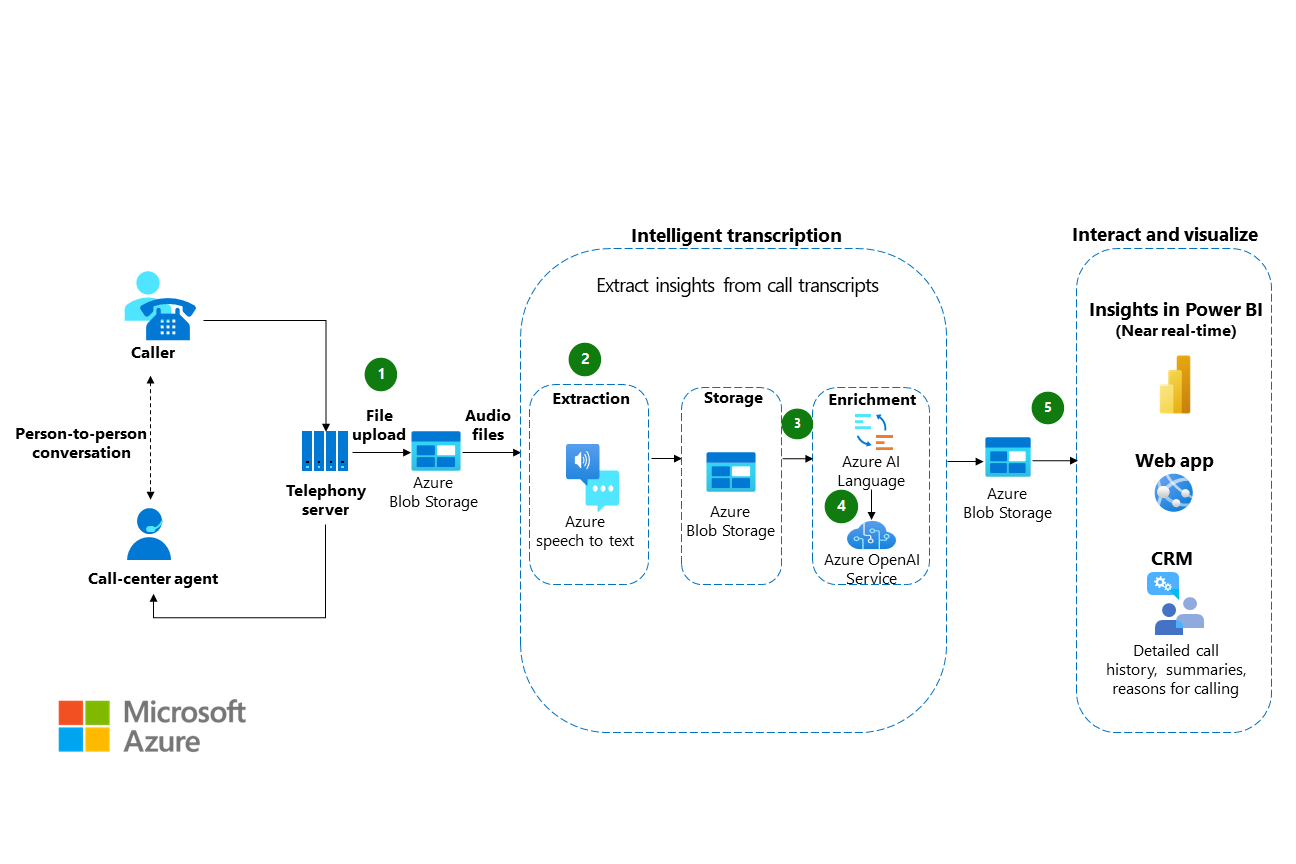 Intelligent transcription
Extract insights from call transcripts
Interact and visualize
Caller
Person-to-person
conversation
Call-center agent
Telephony
server
1
File
upload
Azure
Blob Storage
Audio
files
2
Extraction
Azure
speech to text
Storage
Azure
Blob Storage
3
Enrichment
Azure AI
Language
4
Azure OpenAI
Service
Azure
Blob Storage
5
Insights in Power BI
(Near real-time)
Web app
CRM
Detailed call
history, summaries,
reasons for calling
Microsoft
Azure